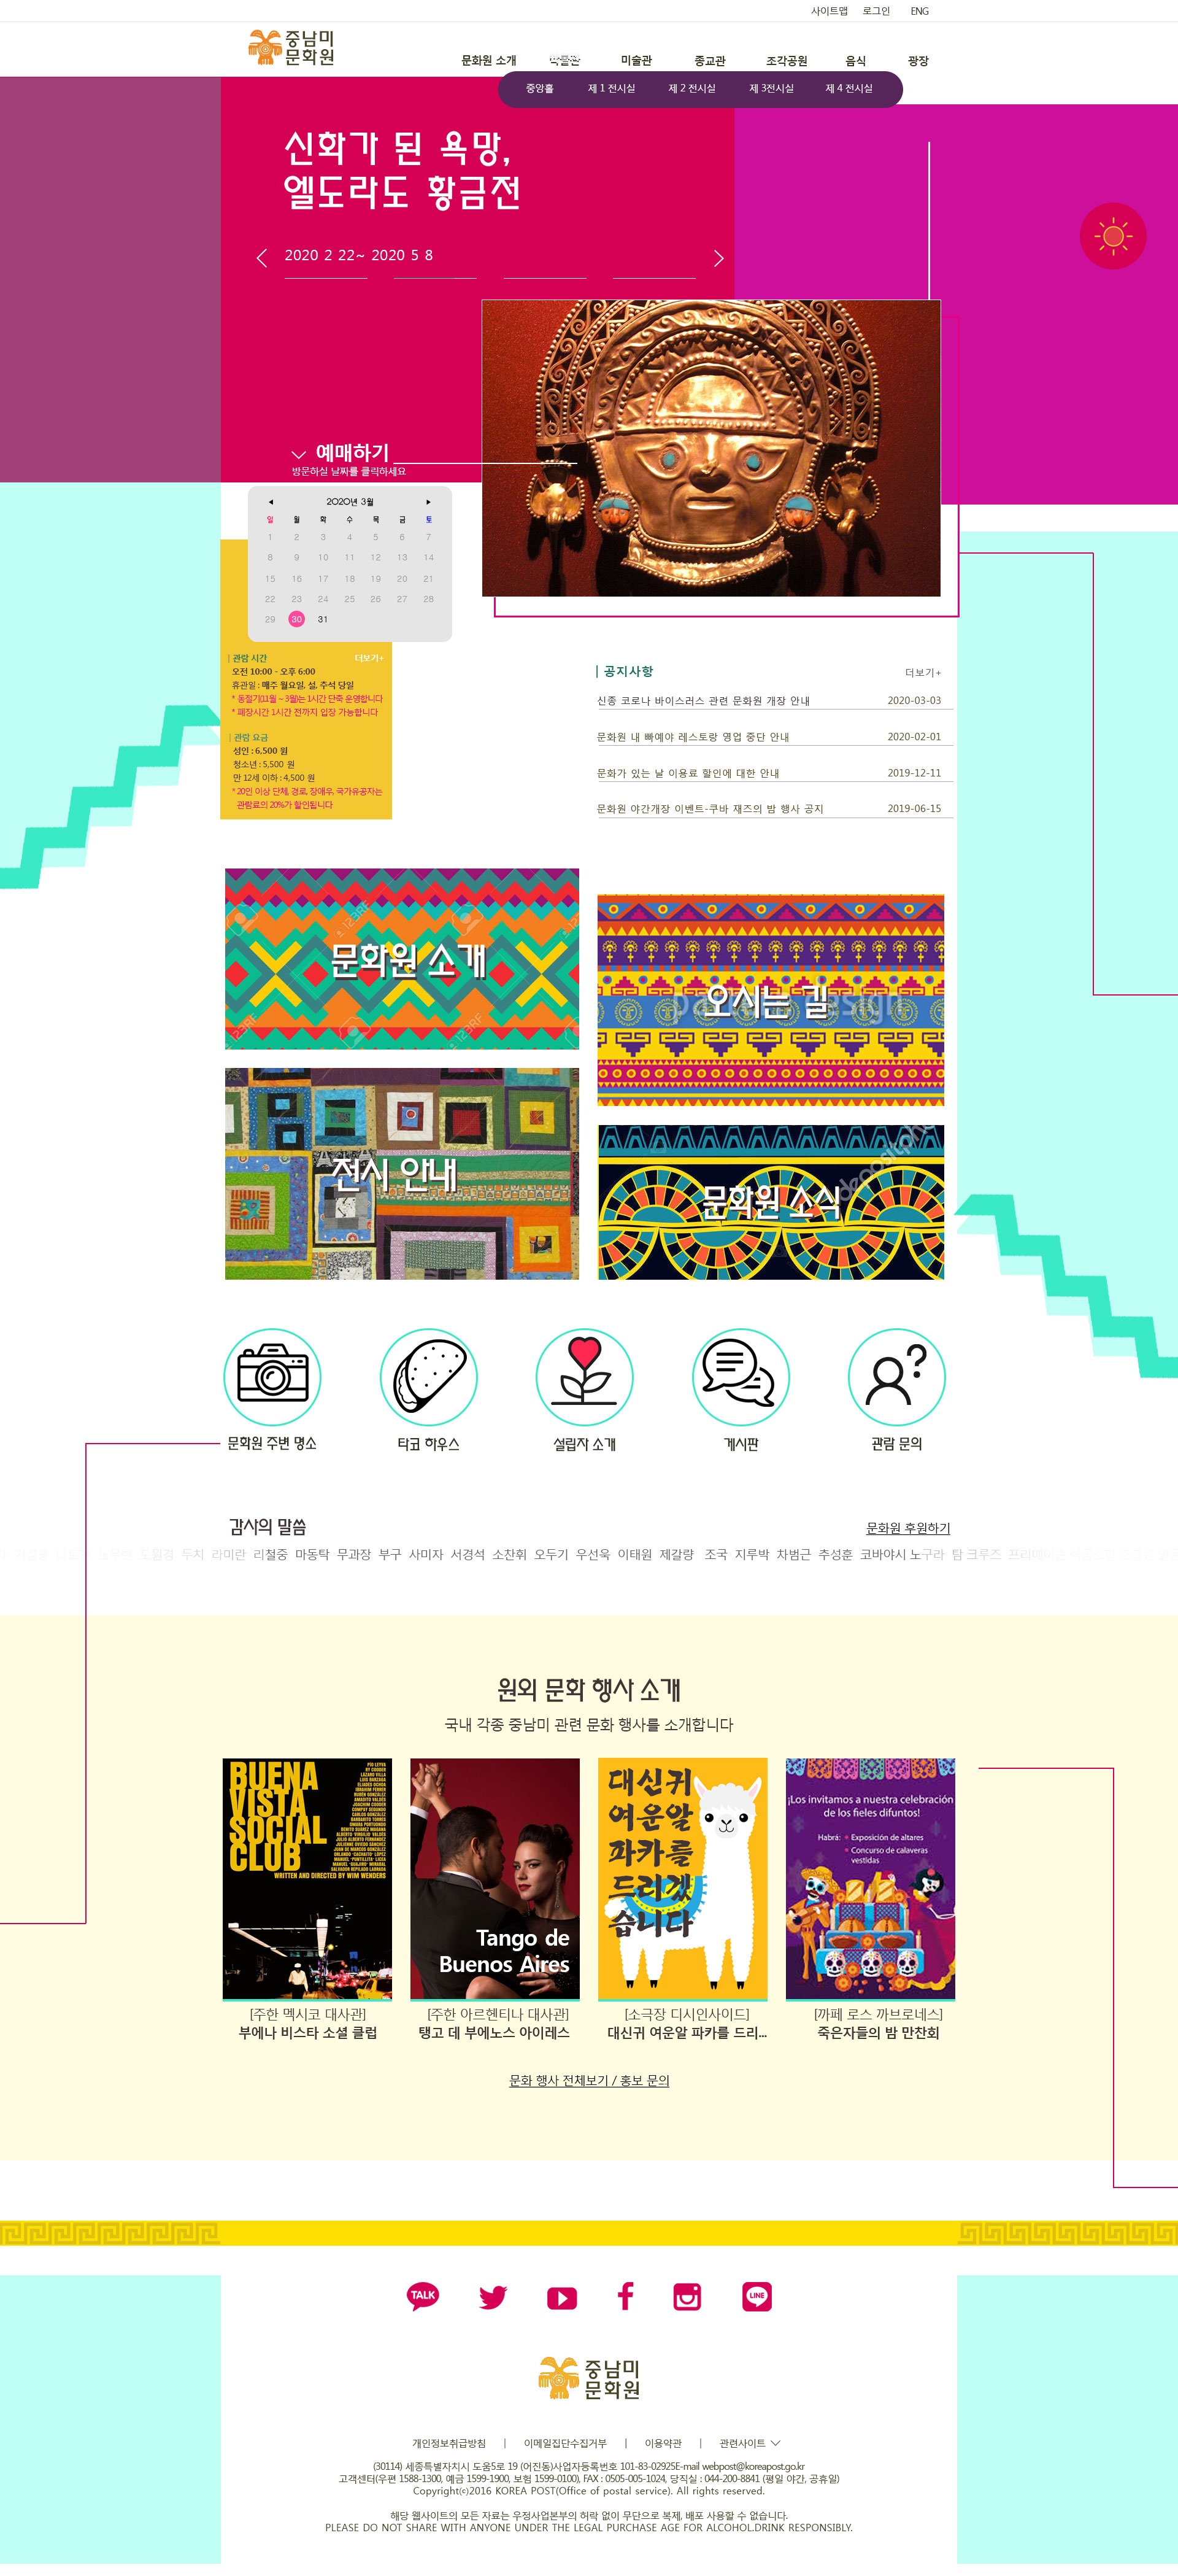 사이트맵 로그인 ENG
중남미
문화원
문화원 소개 미술관 종교관 조각공원 음식 광장
중앙홀 제 1 전시실 제 2 전시실 제 3전시실 제 4 전시실
신화가 된 욕망,
엘도라도 황금전
2020 2 22~ 2020 5 8
예매하기
방문하실 날짜를 클릭하세요
◀ 2020년 3월 ▶
일 월 화 수 목 금 토
1 2 3 4 5 6 7
8 9 10 11 12 13 14
15 16 17 18 19 20 21
22 23 24 25 26 27 28
29 30 31
| 관람 시간 더보기+
오전 10:00 - 오후 6:00
휴관일 : 매주 월요일, 설, 추석 당일
* 동절기(11월 ~ 3월)는 1시간 단축 운영합니다
* 폐장시간 1시간 전까지 입장 가능합니다
| 관람 요금
성인 : 6,500 원
청소년 : 5,500 원
만 12세 이하 : 4,500 원
* 20인 이상 단체, 경로, 장애우, 국가유공자는
관람료의 20%가 할인됩니다
| 공지사항 더보기+
신종 코로나 바이스러스 관련 문화원 개장 안내 2020-03-03
문화원 내 빠예야 레스토랑 영업 중단 안내 2020-02-01
문화가 있는 날 이용료 할인에 대한 안내 2019-12-11
문화원 야간개장 이벤트-쿠바 재즈의 밤 행사 공지 2019-06-15
문화원 소개
오시는 길
전시 안내
문화원 소식
123RF
depositpho
문화원 주변 명소 타코 하우스 설립자 소개 게시판 관람 문의
감사의 말씀 문화원 후원하기
두치 라미란 리철중 마동탁 무과장 부구 사미자 서경석 소찬휘 오두기 우선욱 이태원 제갈량 조국 지루박 차범근 추성훈 코바야시 노구라 탐 크루즈
원외 문화 행사 소개
국내 각종 중남미 관련 문화 행사를 소개합니다
BUENA
VISTA
SOCIAL
CLUB
WRITTEN AND DIRECTED BY WIM WENDERS
Tango de
Buenos Aires
대신귀
여운알
파카를
드리겠
습니다
¡Los invitamos a nuestra celebración
de los fieles difuntos!
Habrá: Exposición de altares
Concurso de calaveras
vestidas
[주한 멕시코 대사관] [주한 아르헨티나 대사관] [소극장 디시인사이드] [까페 로스 까브로네스]
부에나 비스타 소셜 클럽 탱고 데 부에노스 아이레스 대신귀 여운알 파카를 드리... 죽은자들의 밤 만찬회
문화 행사 전체보기 / 홍보 문의
TALK LINE
중남미
문화원
개인정보취급방침 | 이메일집단수집거부 | 이용약관 | 관련사이트
(30114) 세종특별자치시 도움5로 19 (어진동)사업자등록번호 101-83-02925E-mail webpost@koreapost.go.kr
고객센터(우편 1588-1300, 예금 1599-1900, 보험 1599-0100), FAX : 0505-005-1024, 당직실 : 044-200-8841 (평일 야간, 공휴일)
Copyright(c)2016 KOREA POST(Office of postal service). All rights reserved.
해당 웹사이트의 모든 자료는 우정사업본부의 허락 없이 무단으로 복제, 배포 사용할 수 없습니다.
PLEASE DO NOT SHARE WITH ANYONE UNDER THE LEGAL PURCHASE AGE FOR ALCOHOL.DRINK RESPONSIBLY.